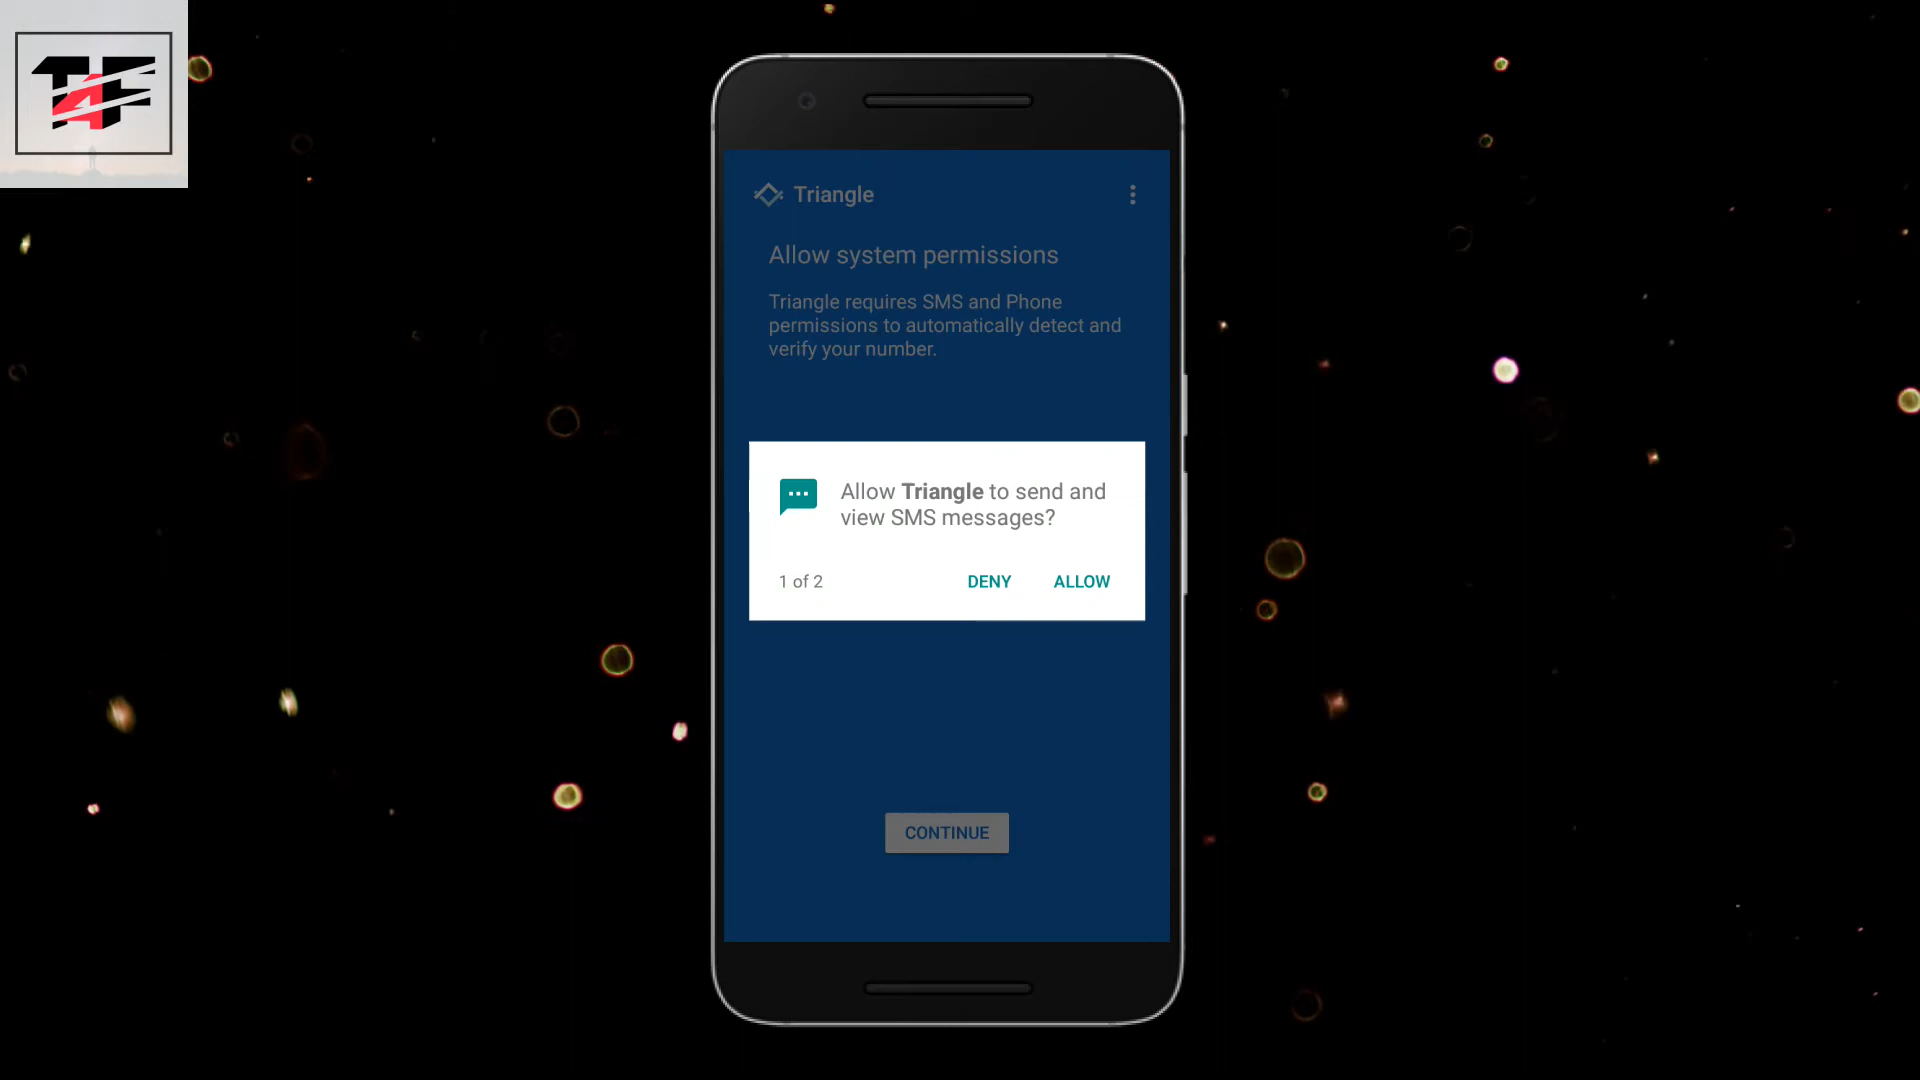 T4F
Triangle
Allow system permissions
Triangle requires SMS and Phone
permissions to automatically detect and
verify your number.
Allow Triangle to send and
view SMS messages?
1 of 2
DENY
ALLOW
CONTINUE